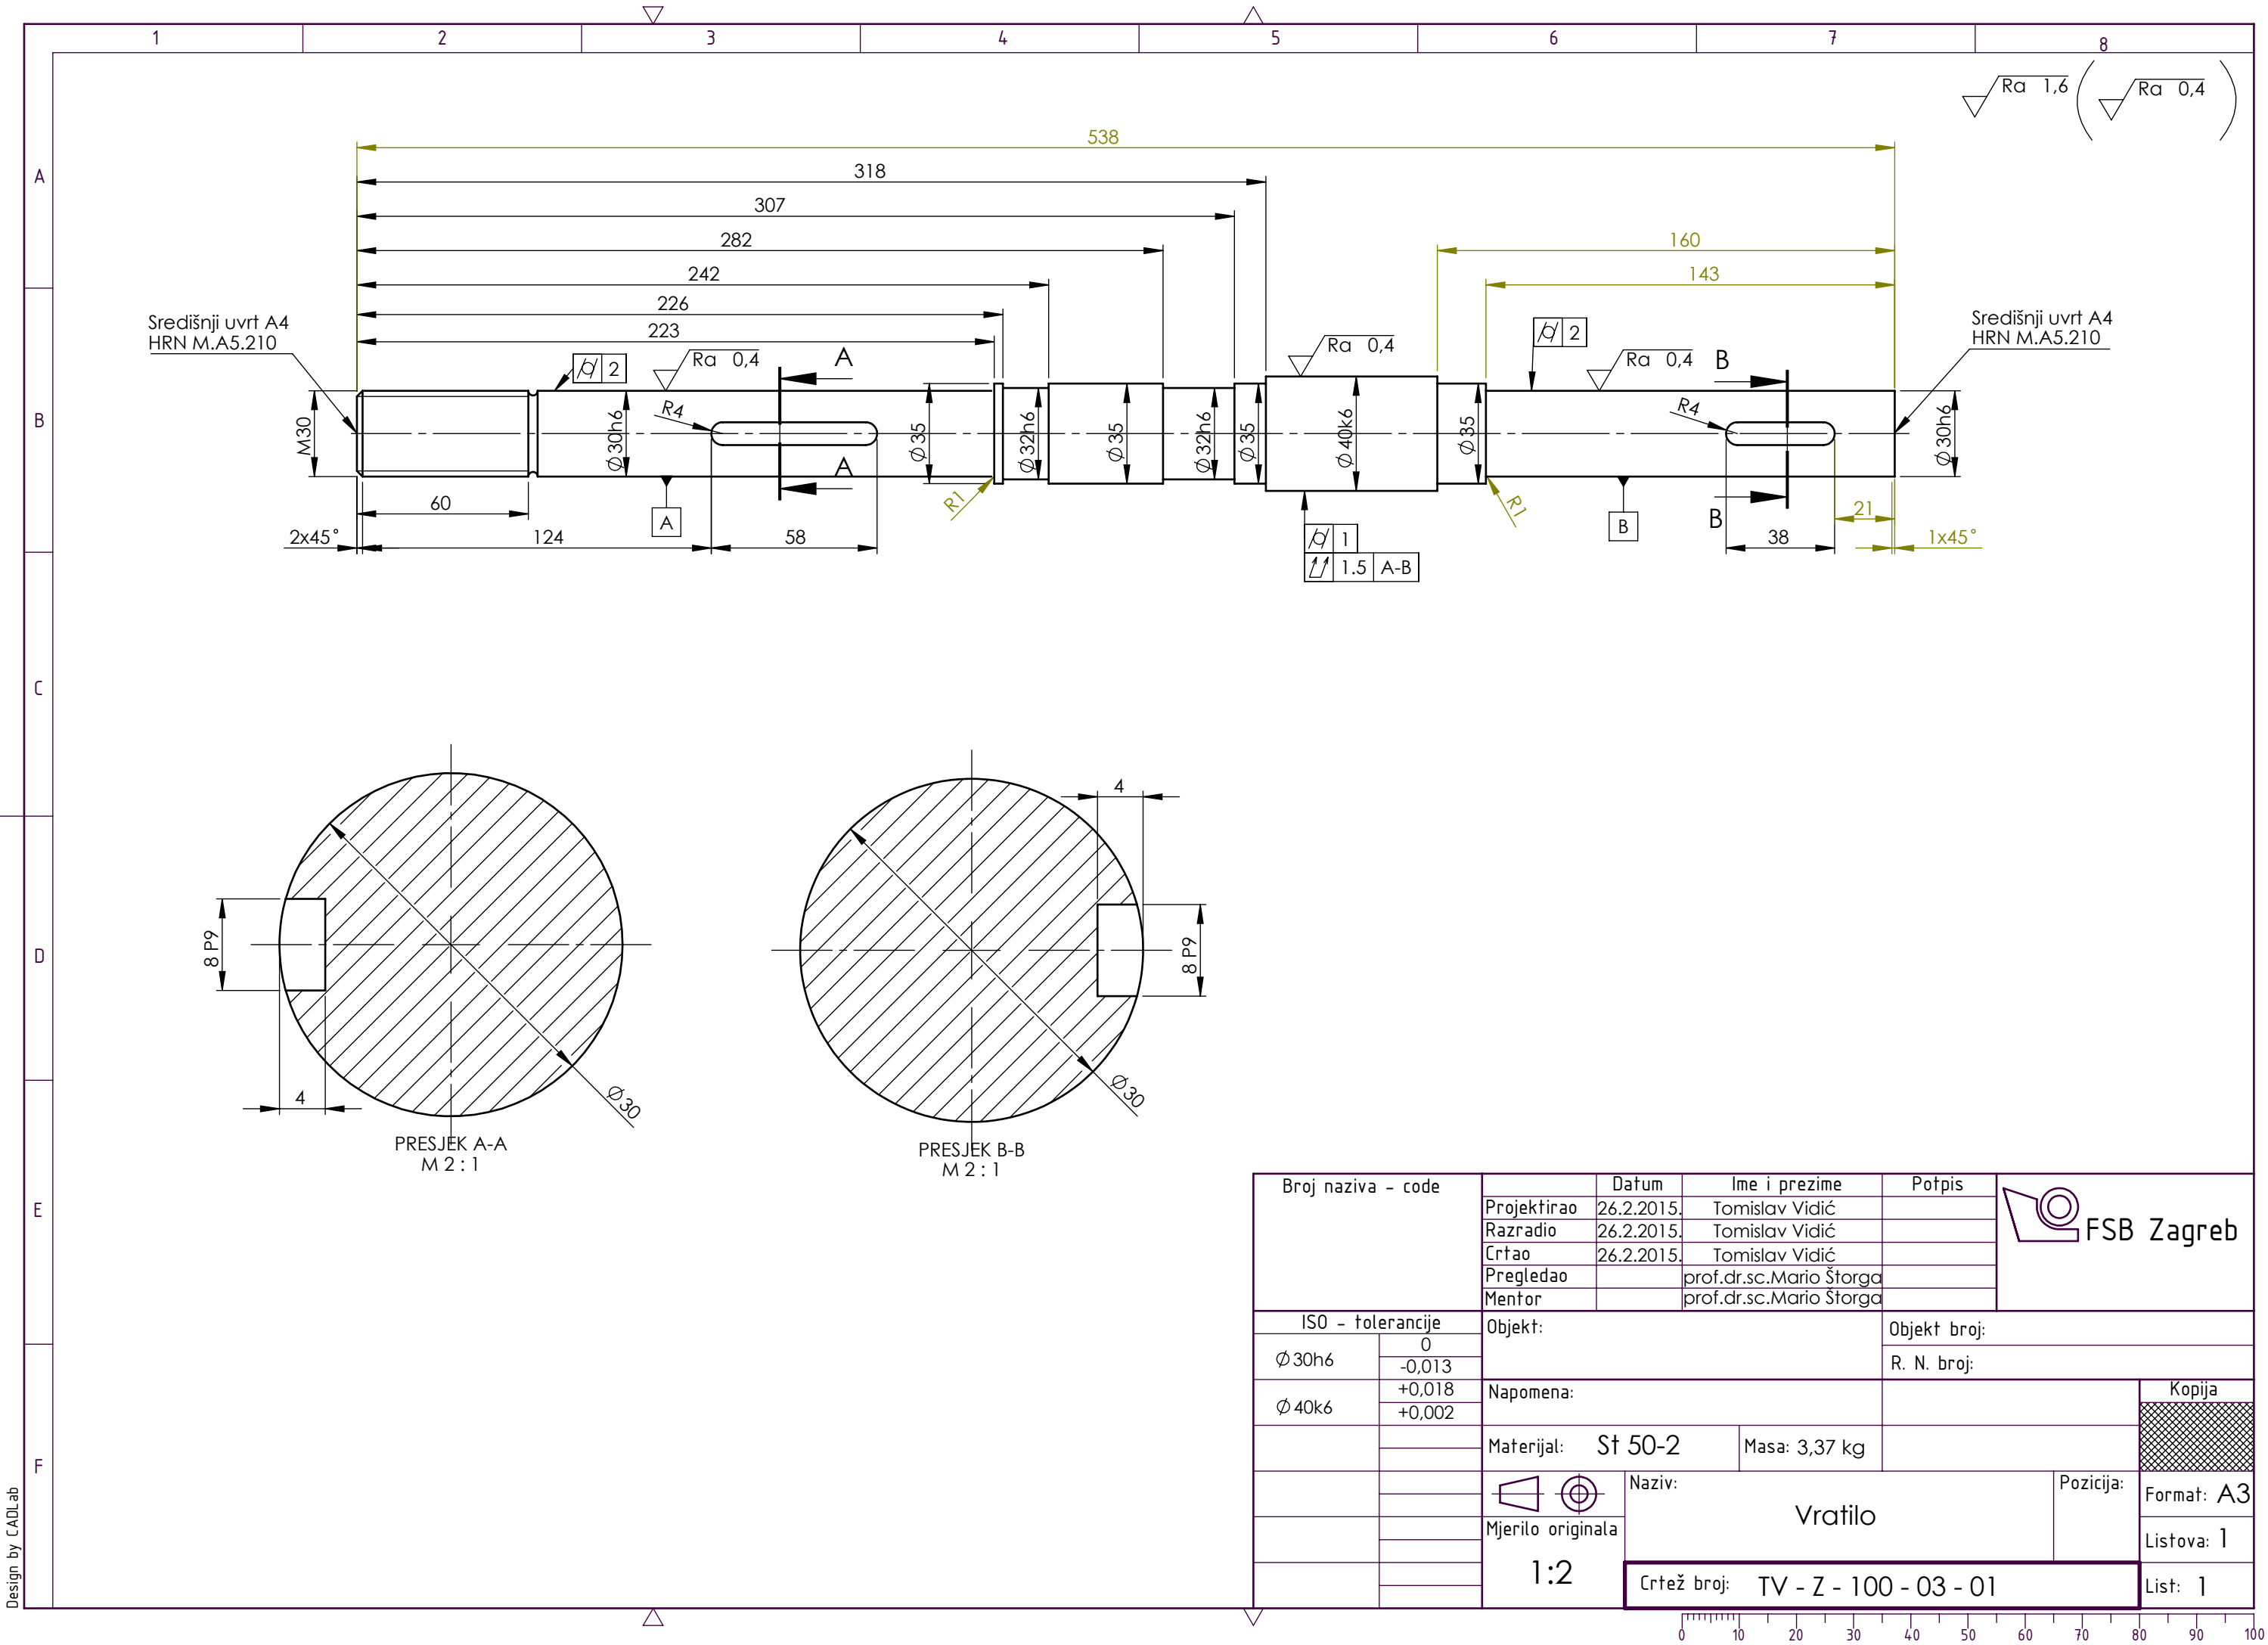 1 2 3 4 5 6 7 8
Ra 1,6 Ra 0,4
538
A
318
307
282 160
242 143
226
223
Središnji uvrt A4
HRN M.A5.210
Središnji uvrt A4
HRN M.A5.210
2
Ra 0,4
A
Ra 0,4
2
Ra 0,4
B
B
M30
Ø30h6
R4
Ø35
Ø32h6
Ø35
Ø32h6
Ø35
Ø40k6
Ø35
R4
Ø30h6
A
B
60
A
R1
R1
B
21
2x45°
124
58
1
1.5 A-B
38
1x45°
C
4
8 P9
8 P9
D
4
Ø30
Ø30
PRESJEK A-A
M 2 : 1
PRESJEK B-B
M 2 : 1
E
F
Design by CADLab
Broj naziva - code
Datum Ime i prezime Potpis
Projektirao 26.2.2015. Tomislav Vidić
Razradio 26.2.2015. Tomislav Vidić
Crtao 26.2.2015. Tomislav Vidić
Pregledao prof.dr.sc.Mario Štorga
Mentor prof.dr.sc.Mario Štorga
FSB Zagreb
ISO - tolerancije
Ø30h6
0
-0,013
Ø40k6
+0,018
+0,002
Objekt:
Objekt broj:
R. N. broj:
Napomena:
Kopija
Materijal: St 50-2
Masa: 3,37 kg
Naziv:
Vratilo
Pozicija:
Format: A3
Mjerilo originala
1:2
Listova: 1
Crtež broj: TV - Z - 100 - 03 - 01
List: 1
0 10 20 30 40 50 60 70 80 90 100